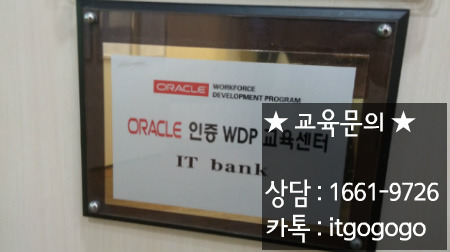 ORACLE WORKFORCE
DEVELOPMENT PROGRAM
ORACLE 인증 WDP 교육센터
IT bank
★ 교육문의 ★
상담 : 1661-9726
카톡 : itgogogo